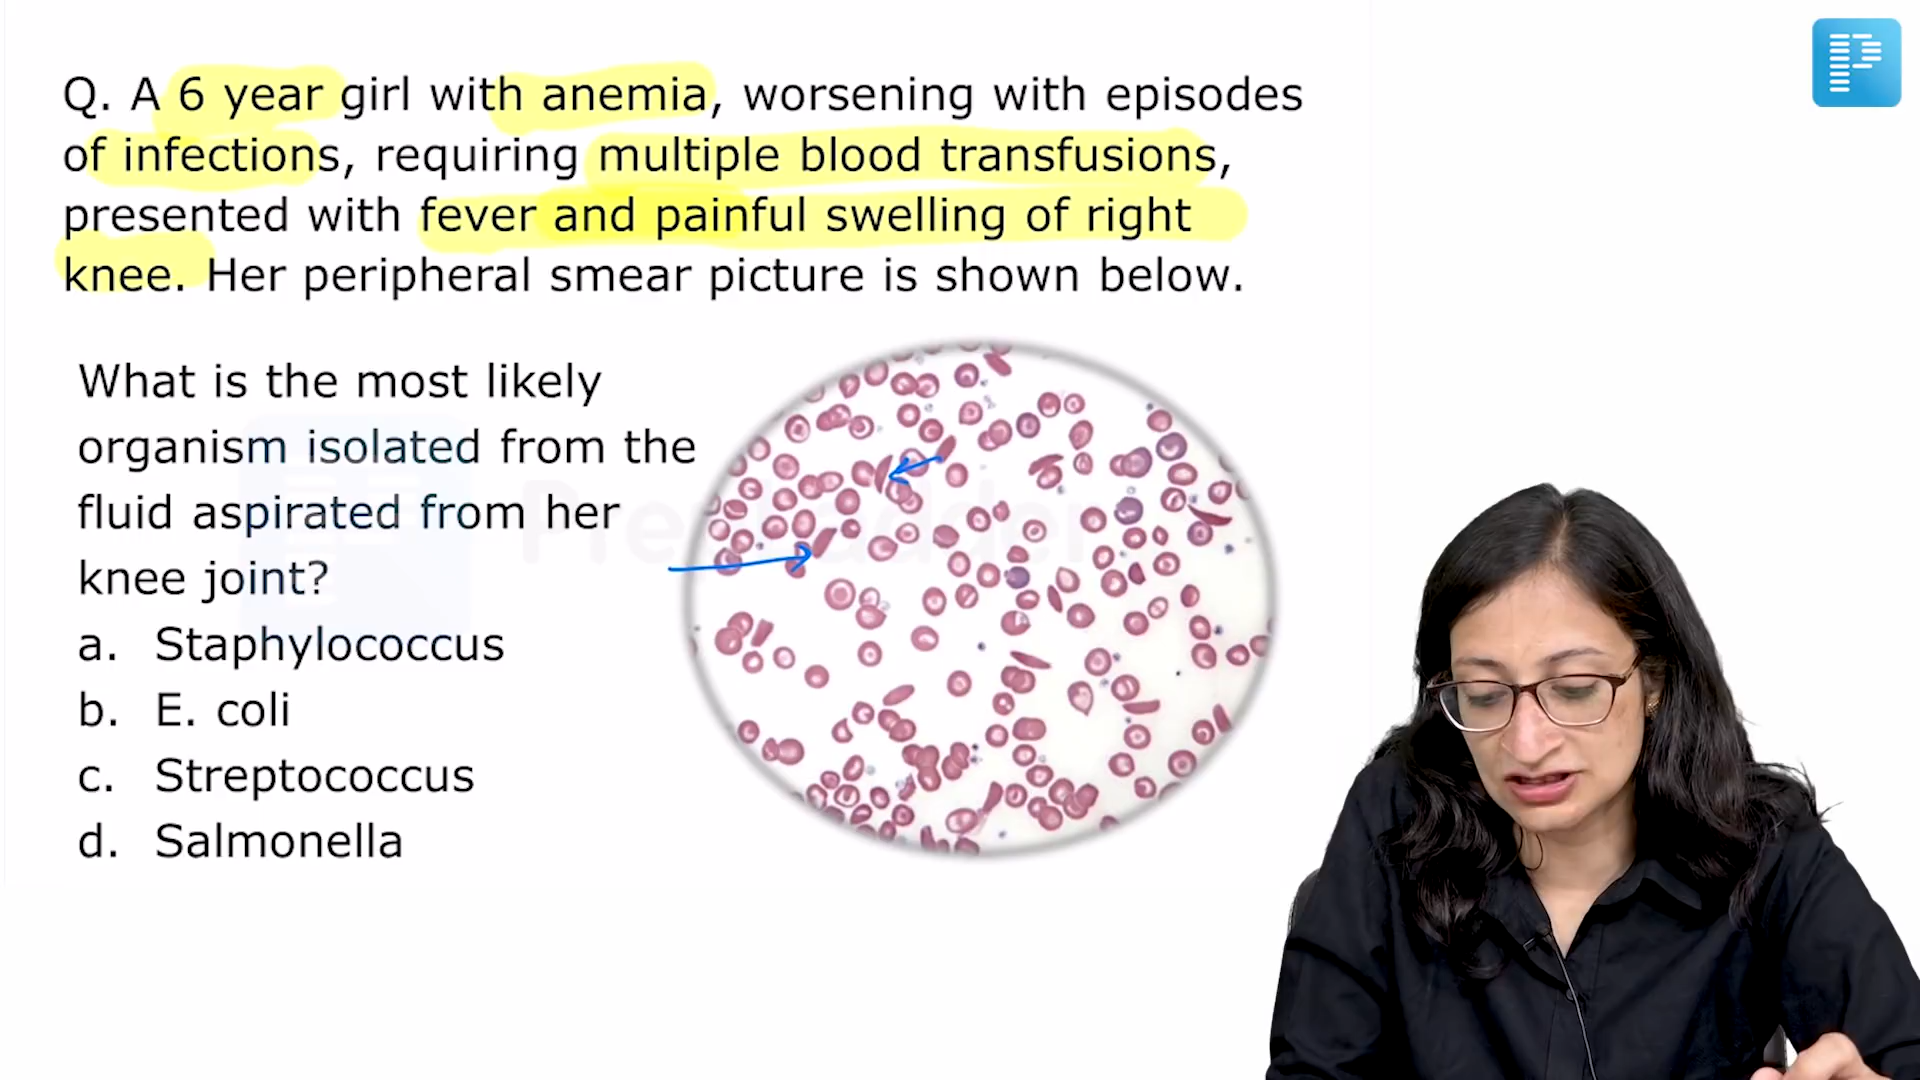 Q. A 6 year girl with anemia, worsening with episodes
of infections, requiring multiple blood transfusions,
presented with fever and painful swelling of right
knee. Her peripheral smear picture is shown below.
What is the most likely
organism isolated from the
fluid aspirated from her
knee joint?
a. Staphylococcus
b. E. coli
c. Streptococcus
d. Salmonella